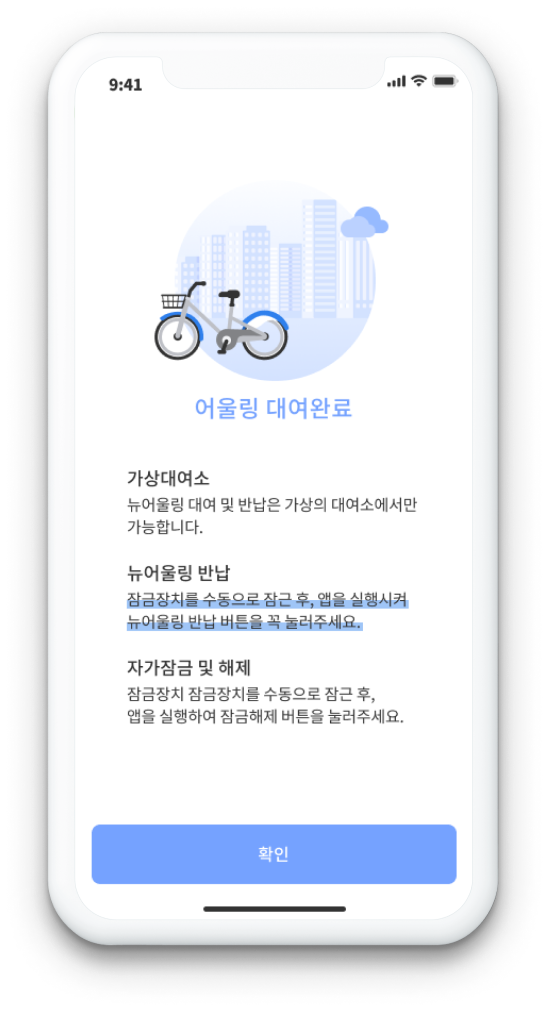 9:41
어울링 대여완료
가상대여소
뉴어울링 대여 및 반납은 가상의 대여소에서만
가능합니다.
뉴어울링 반납
잠금장치를 수동으로 잠근 후, 앱을 실행시켜
뉴어울링 반납 버튼을 꼭 눌러주세요.
자가잠금 및 해제
잠금장치 잠금장치를 수동으로 잠근 후,
앱을 실행하여 잠금해제 버튼을 눌러주세요.
확인